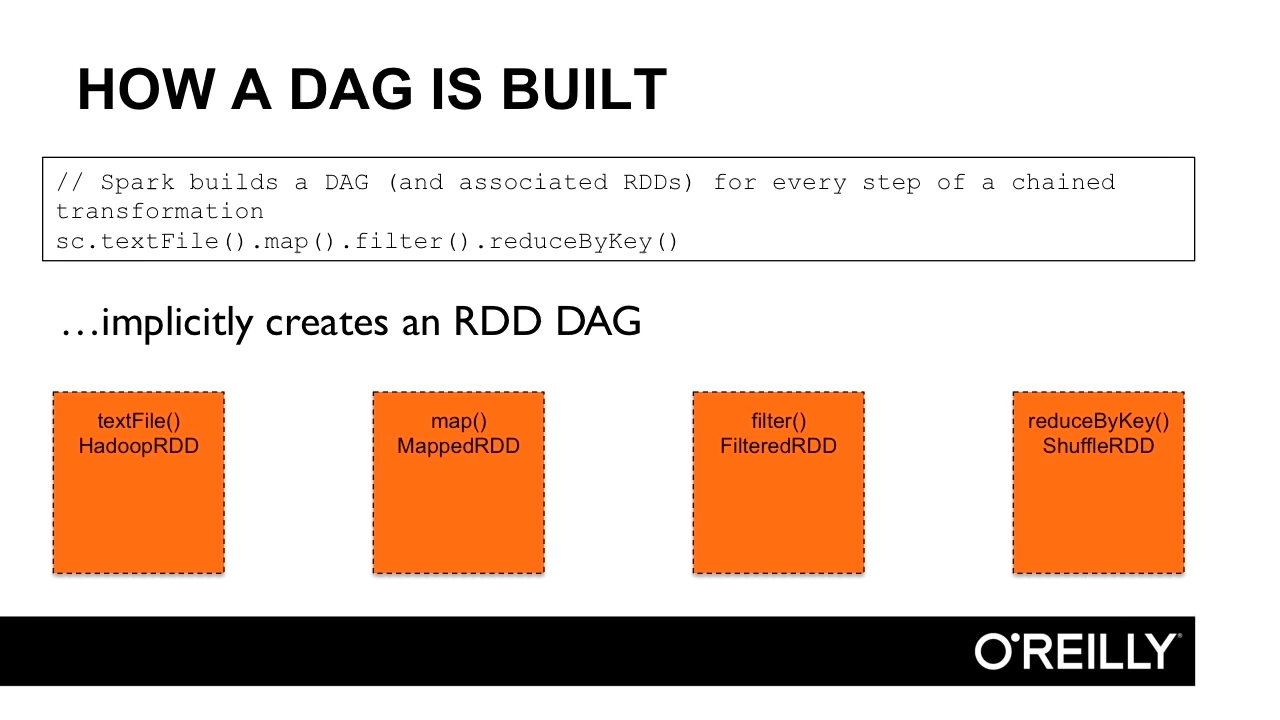 HOW A DAG IS BUILT
// Spark builds a DAG (and associated RDDs) for every step of a chained
transformation
sc.textFile().map().filter().reduceByKey()
…implicitly creates an RDD DAG
textFile()
HadoopRDD
map()
MappedRDD
filter()
FilteredRDD
reduceByKey()
ShuffleRDD
O'REILLY®